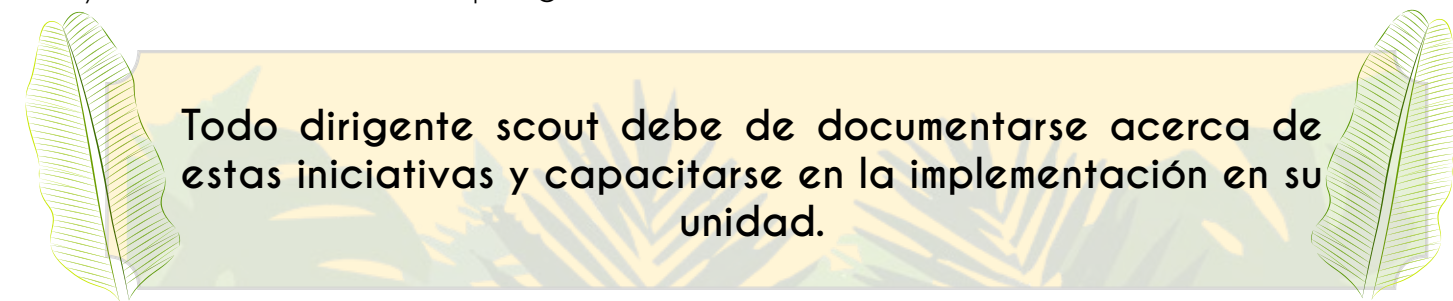 Todo dirigente scout debe de documentarse acerca de
estas iniciativas y capacitarse en la implementación en su
unidad.